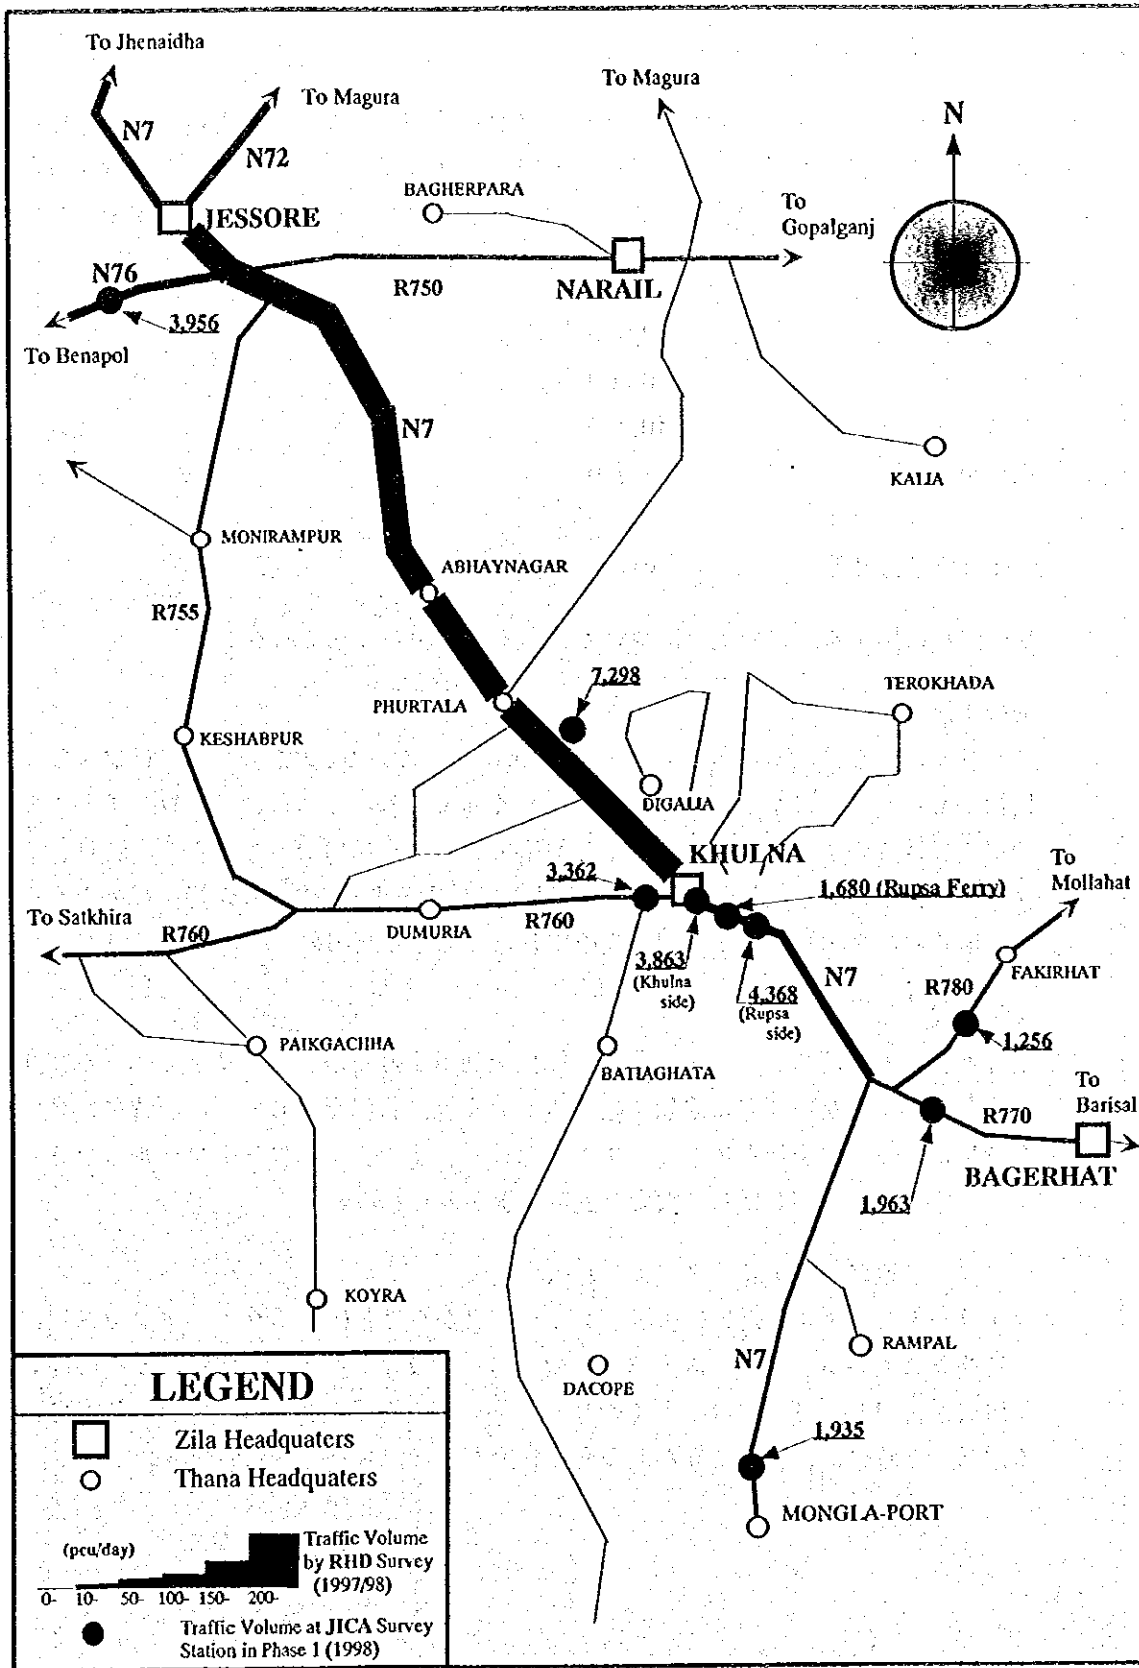 To Jhenaidha
To Magura
To Magura
N
N7
N72
BAGHERPARA
To
Gopalganj
JESSORE
N76
R750
NARAIL
3,956
To Benapol
N7
KALIA
MONIRAMPUR
ABHAYNAGAR
R755
7,298
TEROKHADA
PHURTALA
KESHABPUR
DIGALIA
KHULNA
3,362
1,680 (Rupsa Ferry)
To
Mollahat
To Satkhira
R760
DUMURIA
R760
3,863
(Khulna
side)
4,368
(Rupsa
side)
N7
R780
FAKIRHAT
1,256
PAIKGACHHA
BATIAGHATA
To
Barisal
R770
BAGERHAT
1,963
KOYRA
RAMPAL
N7
DACOPE
1,935
MONGLA-PORT
LEGEND
Zila Headquaters
Thana Headquaters
(pcu/day)
Traffic Volume
by RHD Survey
(1997/98)
0- 10- 50- 100- 150- 200-
Traffic Volume at JICA Survey
Station in Phase 1 (1998)